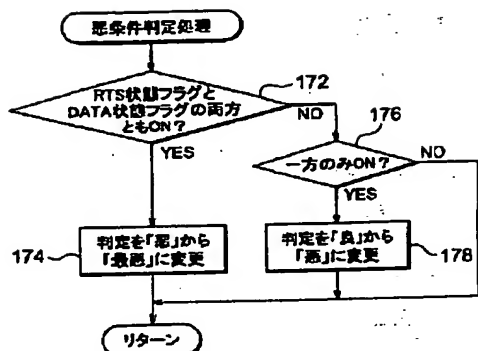 悪条件判定処理
RTS状態フラグと
DATA状態フラグの両方
ともON?
172
NO
176
YES
一方のみON?
NO
YES
174
判定を「悪」から
「最悪」に変更
判定を「良」から
「悪」に変更
178
リターン